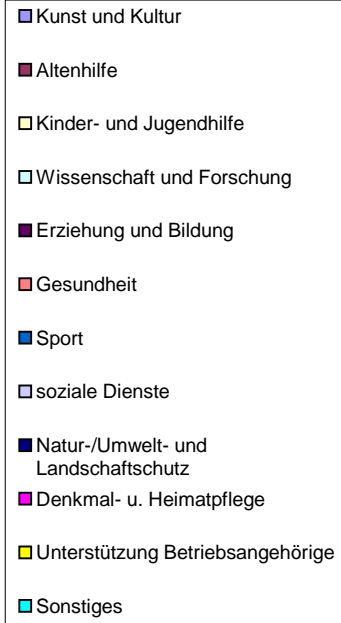 Kunst und Kultur
Altenhilfe
Kinder- und Jugendhilfe
Wissenschaft und Forschung
Erziehung und Bildung
Gesundheit
Sport
soziale Dienste
Natur-/Umwelt- und
Landschaftschutz
Denkmal- u. Heimatpflege
Unterstützung Betriebsangehörige
Sonstiges